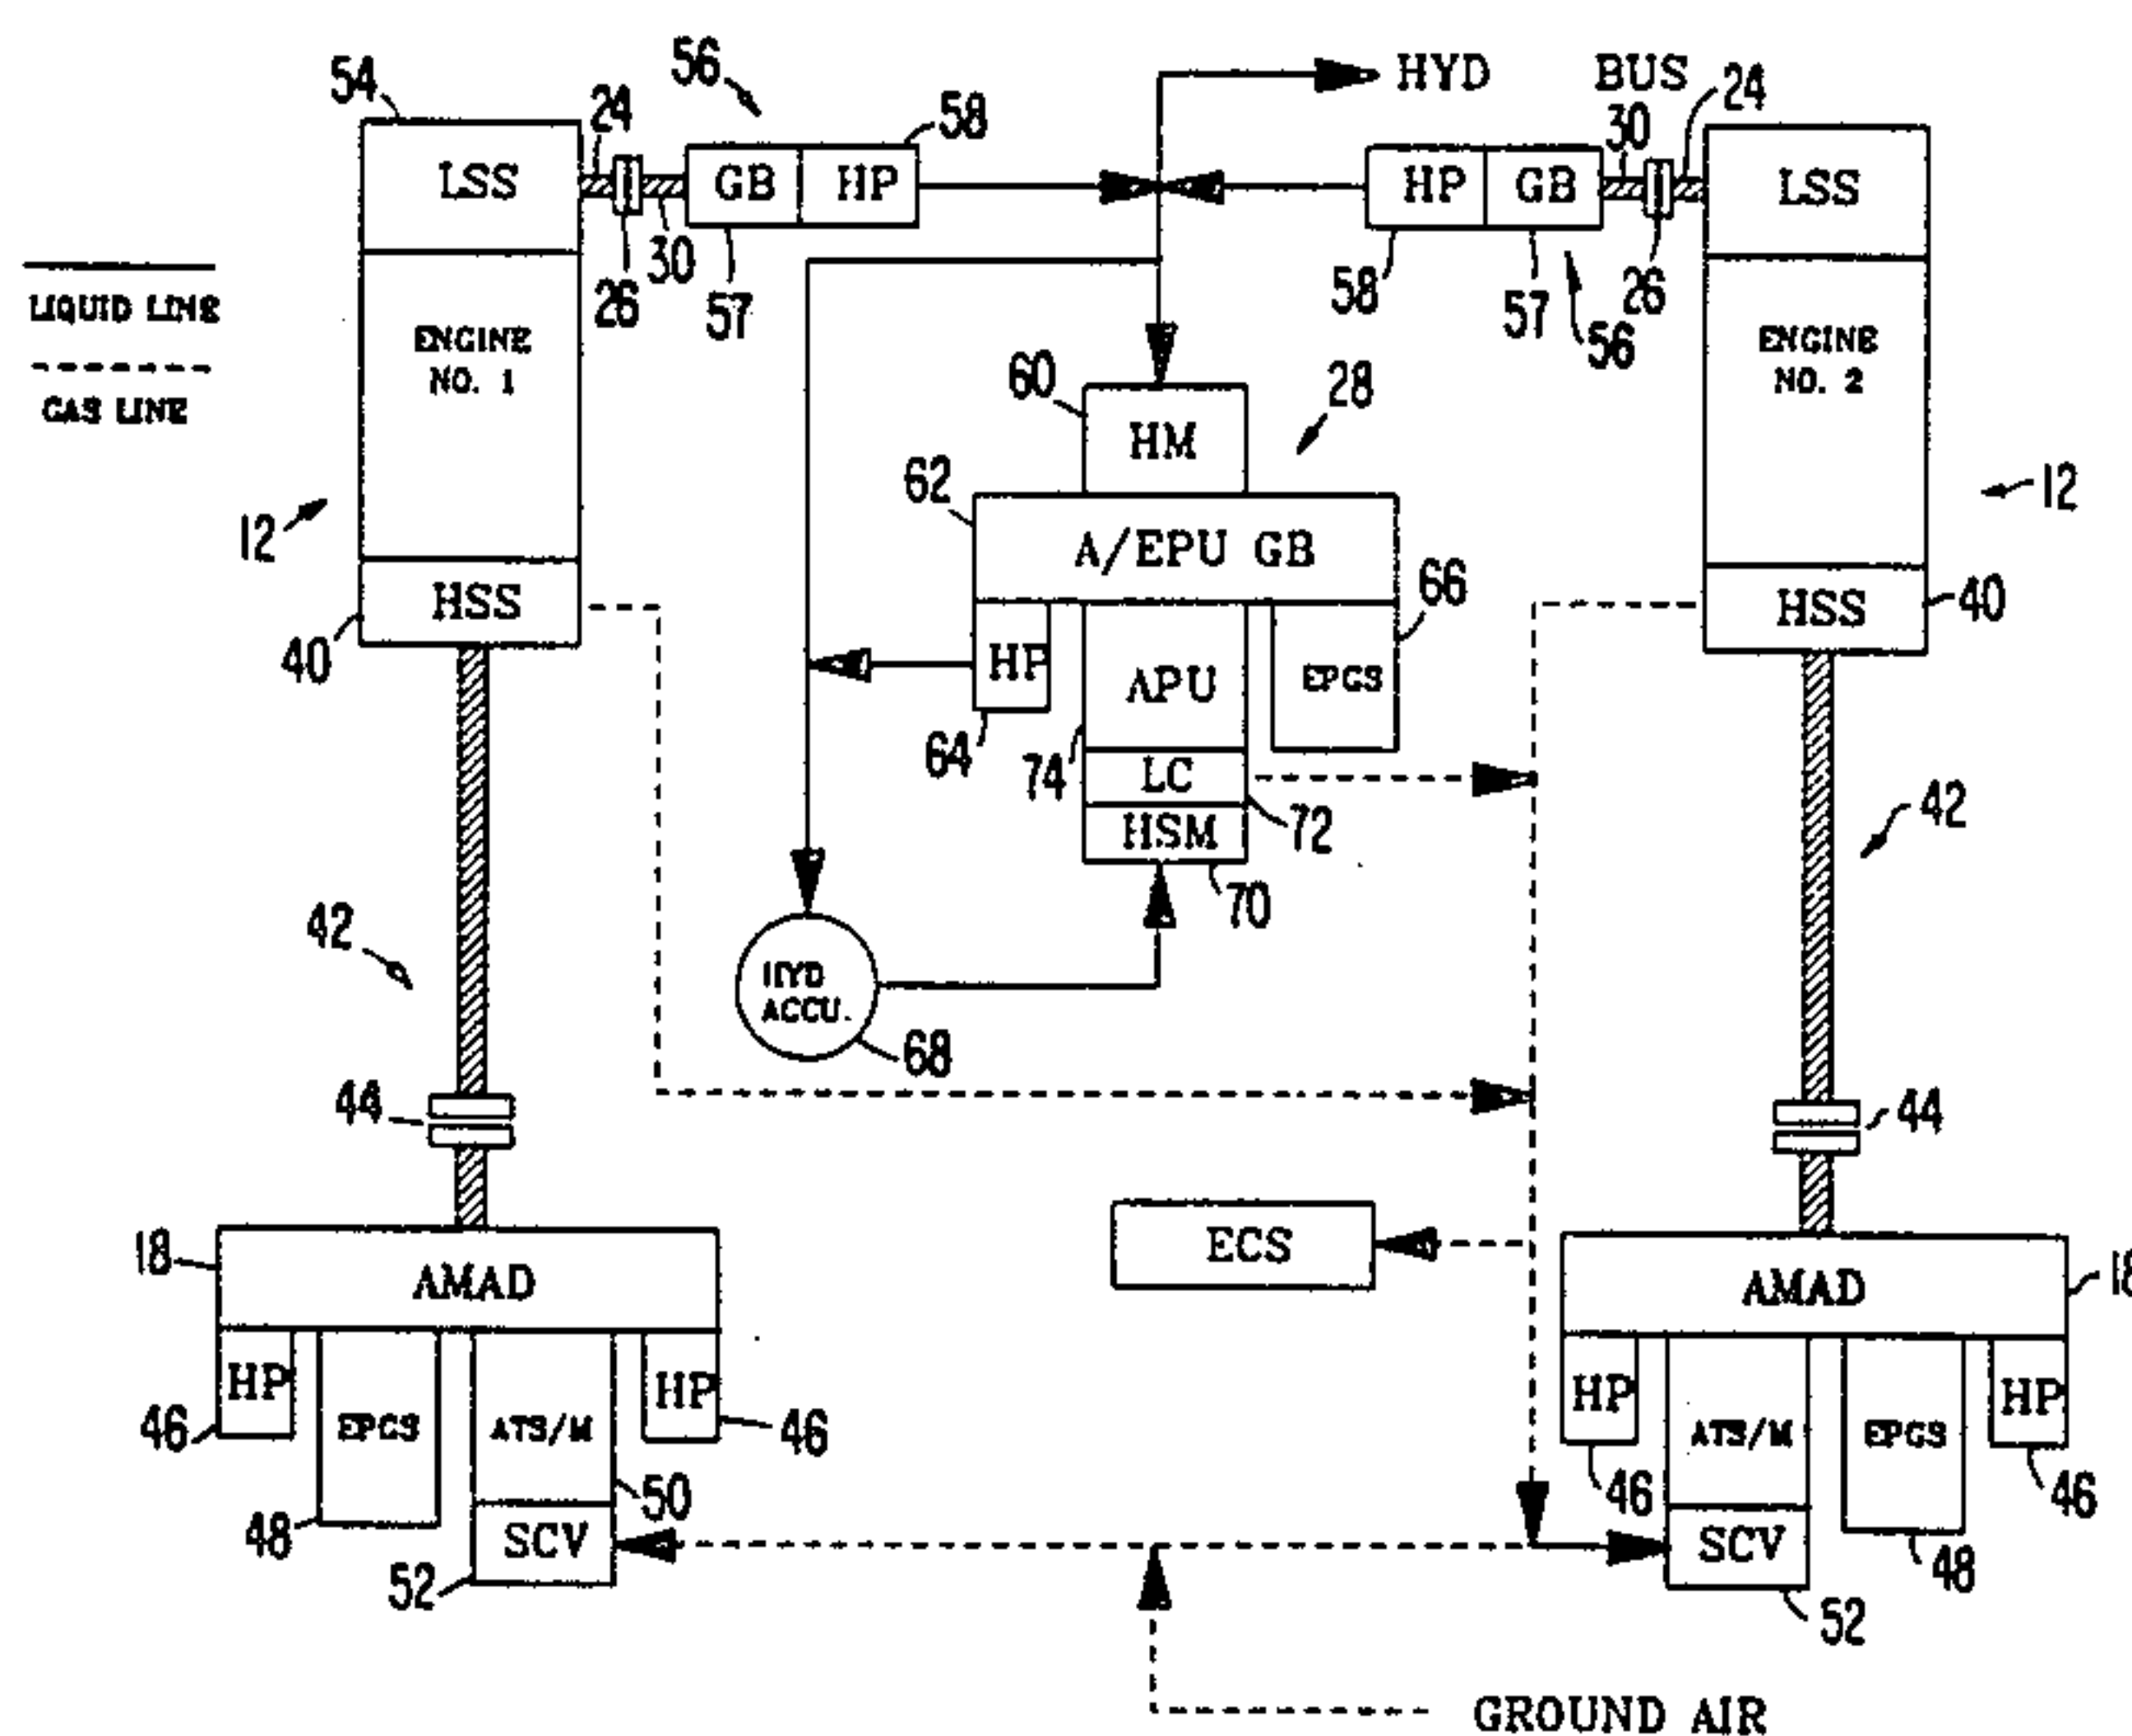 56
HYD BUS
54
24
58
30
24
LSS
GB
HP
HP
GB
LSS
26
30
57
58
57
26
56
LIQUID LINE
GAS LINE
ENGINE
NO. 1
ENGINE
NO. 2
60
28
HM
62
12
12
A/EPU GB
66
HSS
HSS
40
40
HP
APU
EPGS
64
74
LC
72
HSM
70
42
42
HYD
ACCU.
68
44
44
18
AMAD
ECS
AMAD
18
HP
EPGS
ATS/M
HP
HP
ATS/M
EPGS
HP
46
46
46
46
48
50
SCV
SCV
48
52
52
GROUND AIR